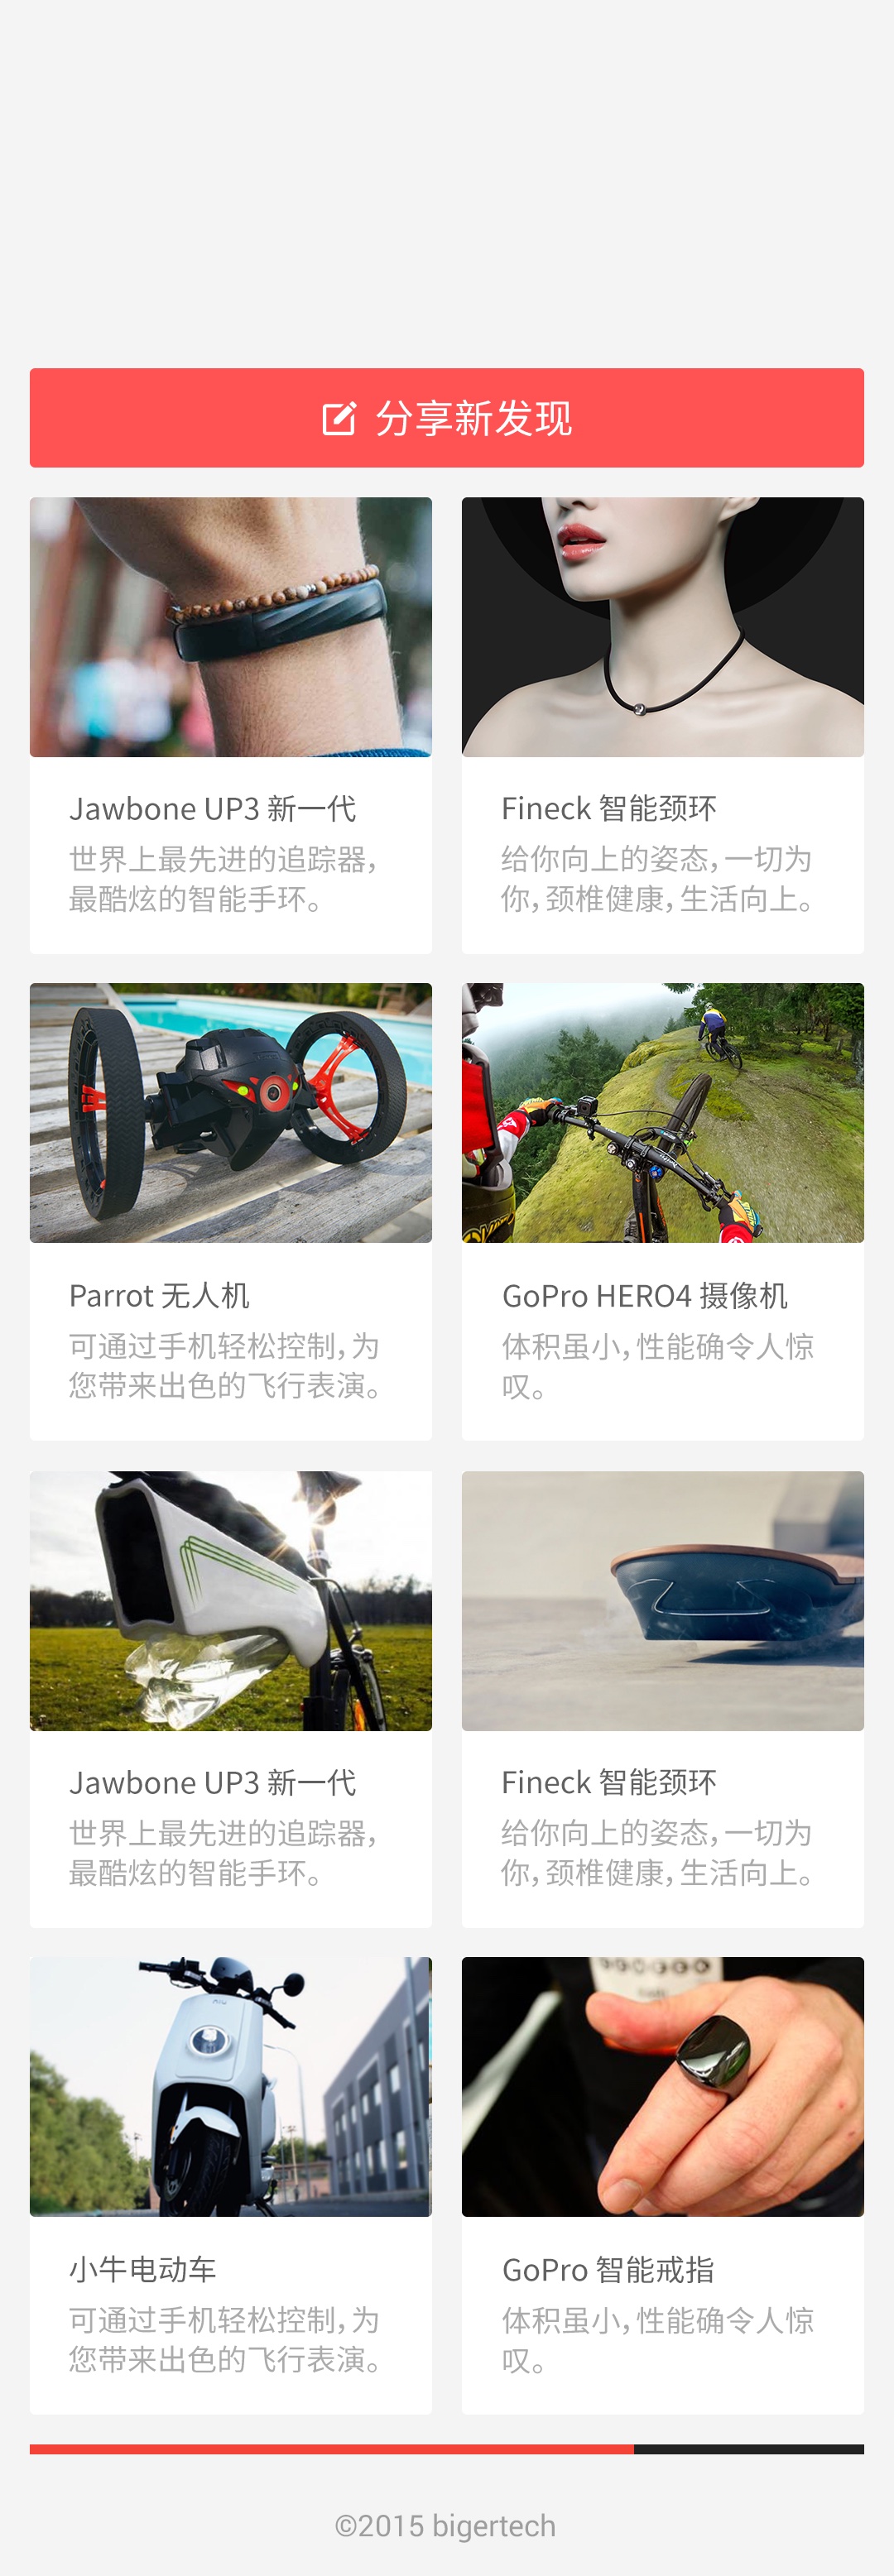 分享新发现
Jawbone UP3 新一代
世界上最先进的追踪器，
最酷炫的智能手环。
Fineck 智能颈环
给你向上的姿态，一切为
你，颈椎健康，生活向上。
Parrot 无人机
可通过手机轻松控制，为
您带来出色的飞行表演。
GoPro HERO4 摄像机
体积虽小，性能确令人惊
叹。
Jawbone UP3 新一代
世界上最先进的追踪器，
最酷炫的智能手环。
Fineck 智能颈环
给你向上的姿态，一切为
你，颈椎健康，生活向上。
小牛电动车
可通过手机轻松控制，为
您带来出色的飞行表演。
GoPro 智能戒指
体积虽小，性能确令人惊
叹。
©2015 bigertech